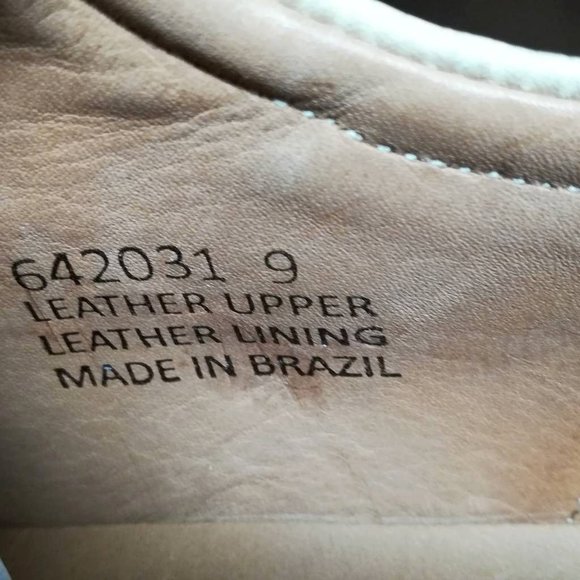 642031 9
LEATHER UPPER
LEATHER LINING
MADE IN BRAZIL